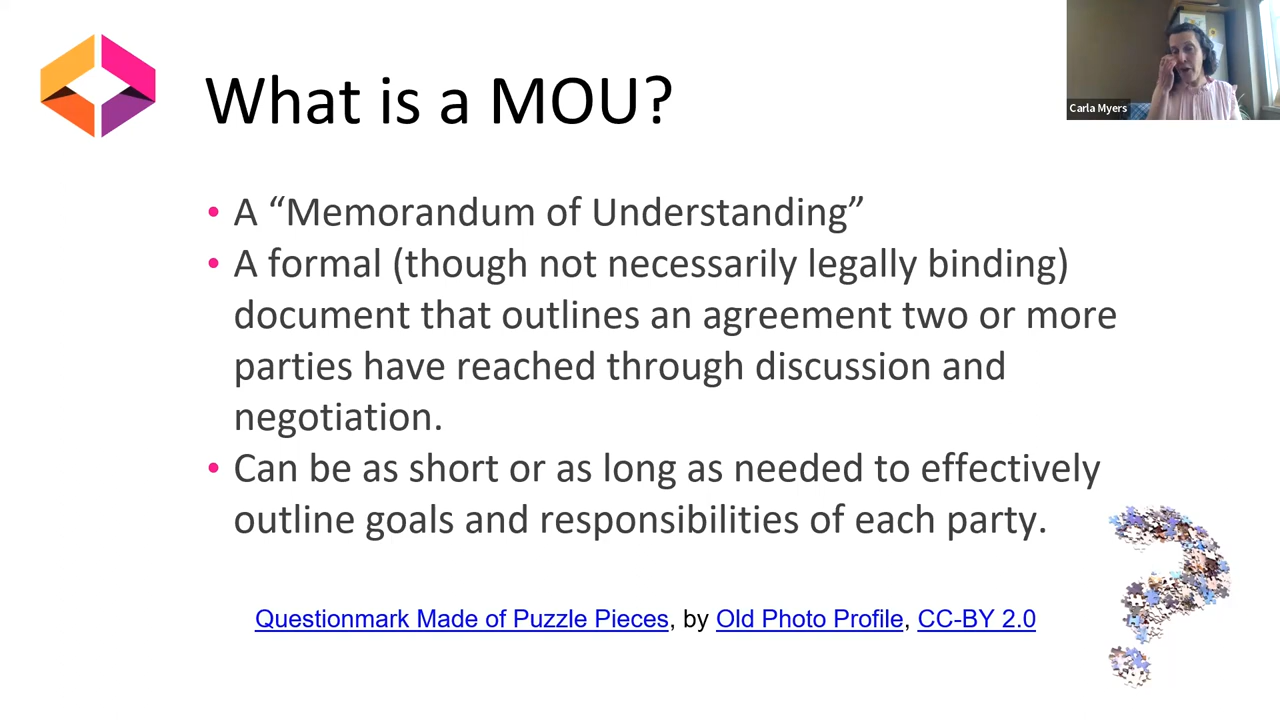 What is a MOU?
Carla Myers
• A “Memorandum of Understanding”
• A formal (though not necessarily legally binding)
document that outlines an agreement two or more
parties have reached through discussion and
negotiation.
• Can be as short or as long as needed to effectively
outline goals and responsibilities of each party.
Questionmark Made of Puzzle Pieces, by Old Photo Profile, CC-BY 2.0